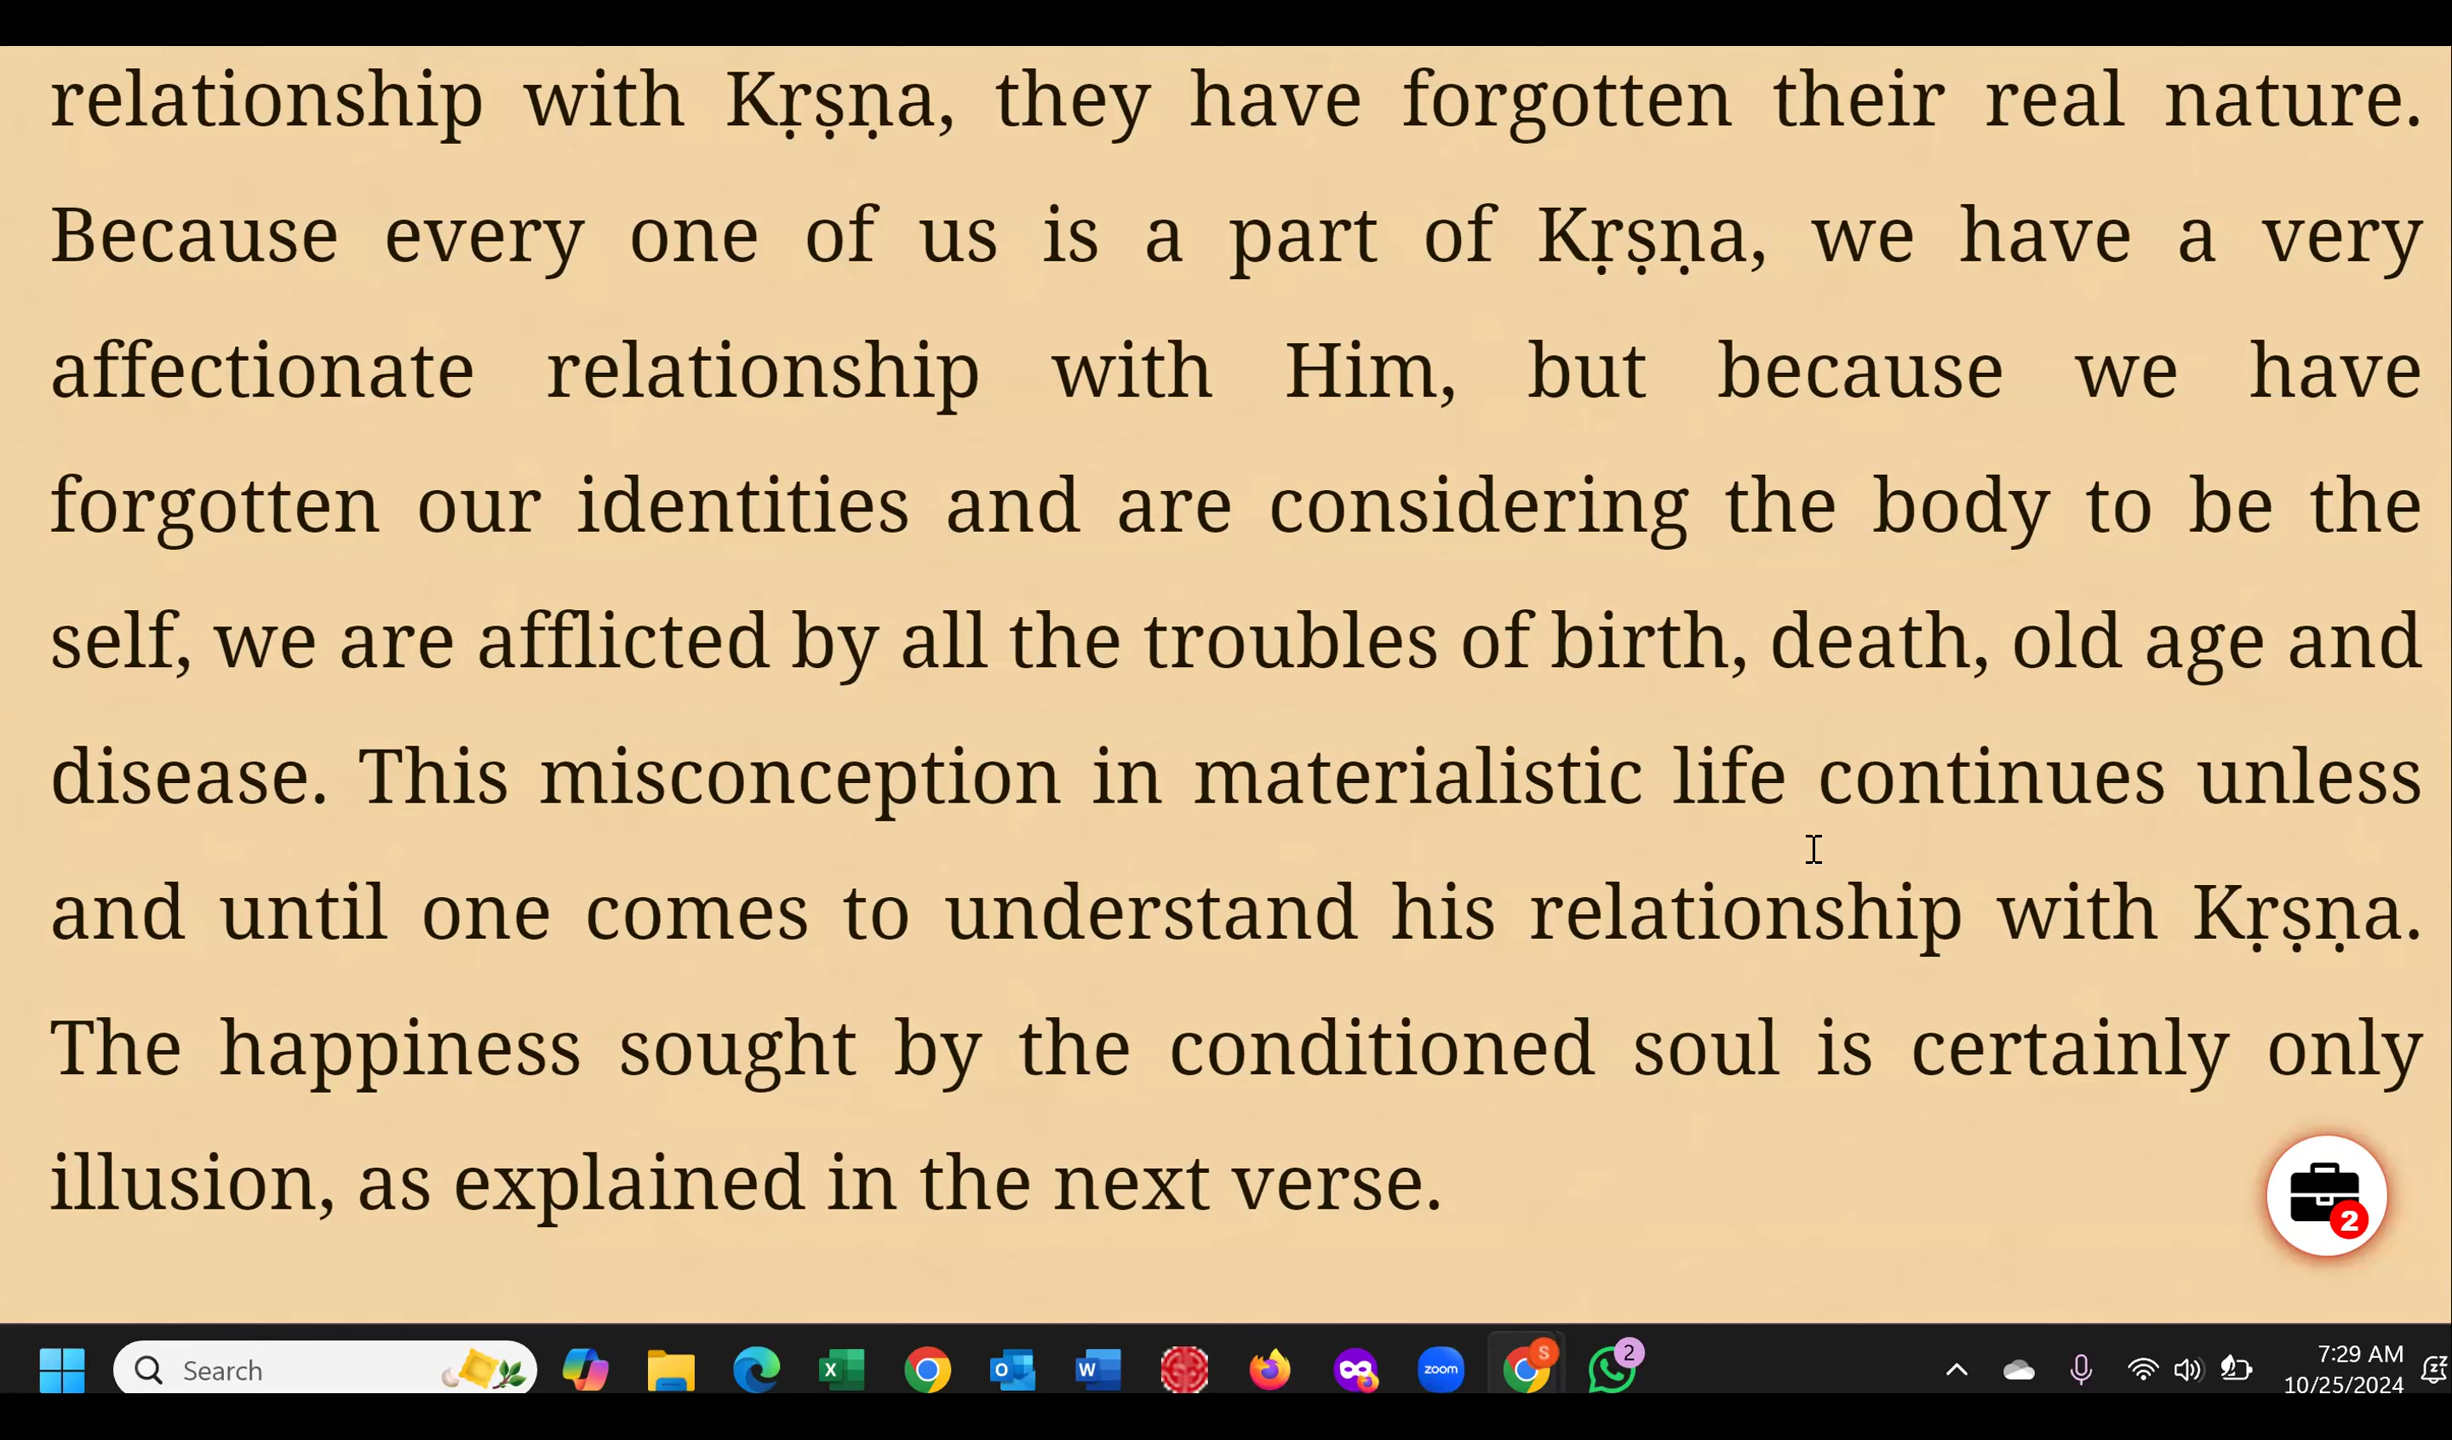 relationship with Kṛṣṇa, they have forgotten their real nature.
Because every one of us is a part of Kṛṣṇa, we have a very
affectionate relationship with Him, but because we have
forgotten our identities and are considering the body to be the
self, we are afflicted by all the troubles of birth, death, old age and
disease. This misconception in materialistic life continues unless
and until one comes to understand his relationship with Kṛṣṇa.
The happiness sought by the conditioned soul is certainly only
illusion, as explained in the next verse.
2
Search
X
O
W
zoom
S
2
7:29 AM
10/25/2024